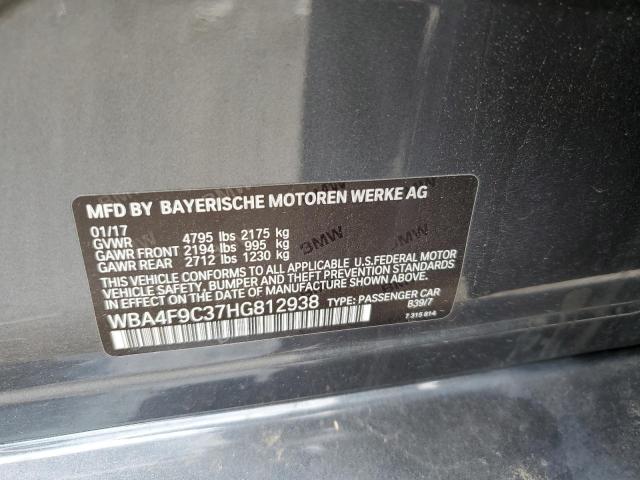 MFD BY BAYERISCHE MOTOREN WERKE AG
01/17
GVWR 4795 lbs 2175 kg
GAWR FRONT 2194 lbs 995 kg
GAWR REAR 2712 lbs 1230 kg
THIS VEHICLE CONFORMS TO ALL APPLICABLE U.S.FEDERAL MOTOR
VEHICLE SAFETY, BUMPER AND THEFT PREVENTION STANDARDS
IN EFFECT ON THE DATE OF MANUFACTURE SHOWN ABOVE.
WBA4F9C37HG812938 TYPE: PASSENGER CAR
B39/7
7 315 814
BMW